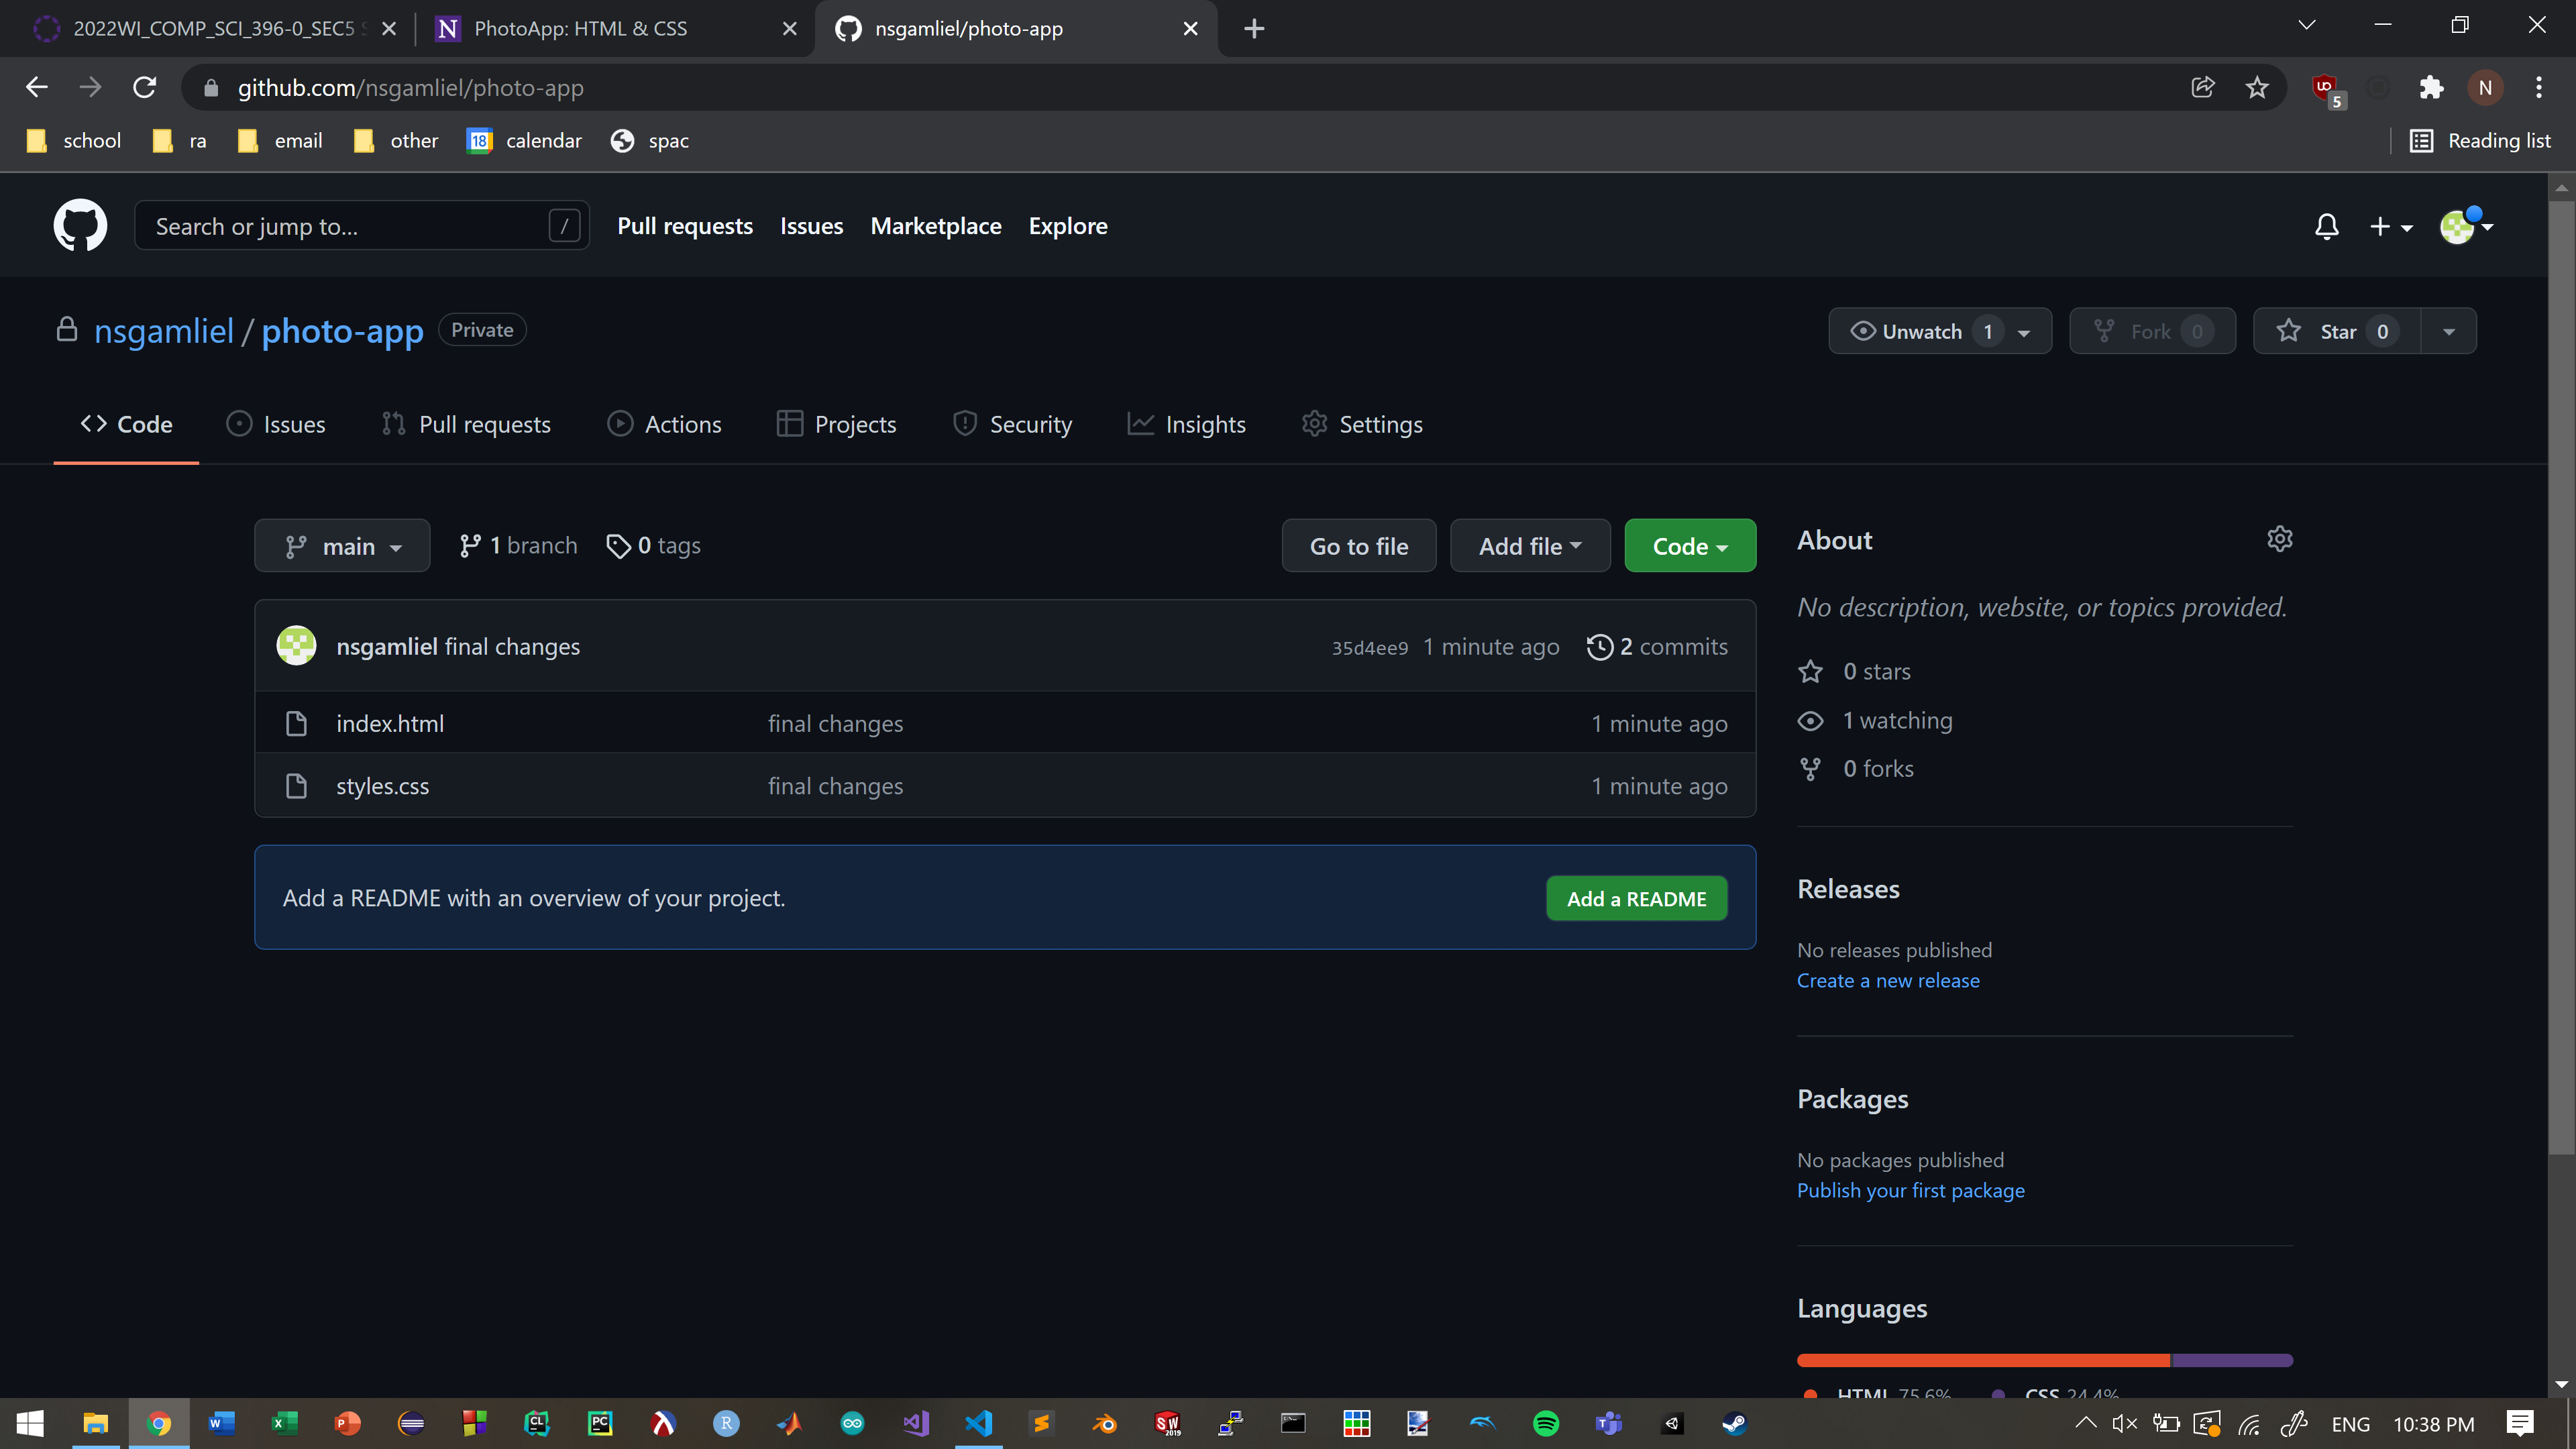 2022WI_COMP_SCI_396-0_SEC5
PhotoApp: HTML & CSS
nsgamliel/photo-app
github.com/nsgamliel/photo-app
5
N
school
ra
email
other
18
calendar
spac
Reading list
Search or jump to...
/
Pull requests
Issues
Marketplace
Explore
nsgamliel / photo-app
Private
Unwatch 1
Fork 0
Star 0
Code
Issues
Pull requests
Actions
Projects
Security
Insights
Settings
main
1 branch
0 tags
Go to file
Add file
Code
nsgamliel final changes
35d4ee9 1 minute ago
2 commits
index.html
final changes
1 minute ago
styles.css
final changes
1 minute ago
Add a README with an overview of your project.
Add a README
About
No description, website, or topics provided.
0 stars
1 watching
0 forks
Releases
No releases published
Create a new release
Packages
No packages published
Publish your first package
Languages
HTML 75.6%
CSS 24.4%
ENG
10:38 PM